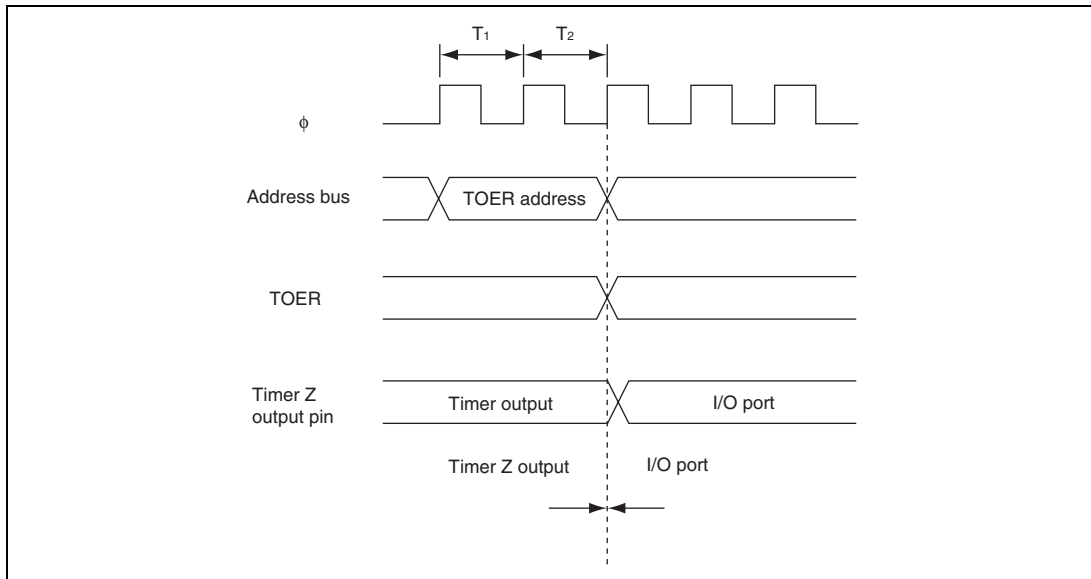 T1 T2
ϕ
Address bus
TOER address
TOER
Timer Z
output pin
Timer output
I/O port
Timer Z output
I/O port